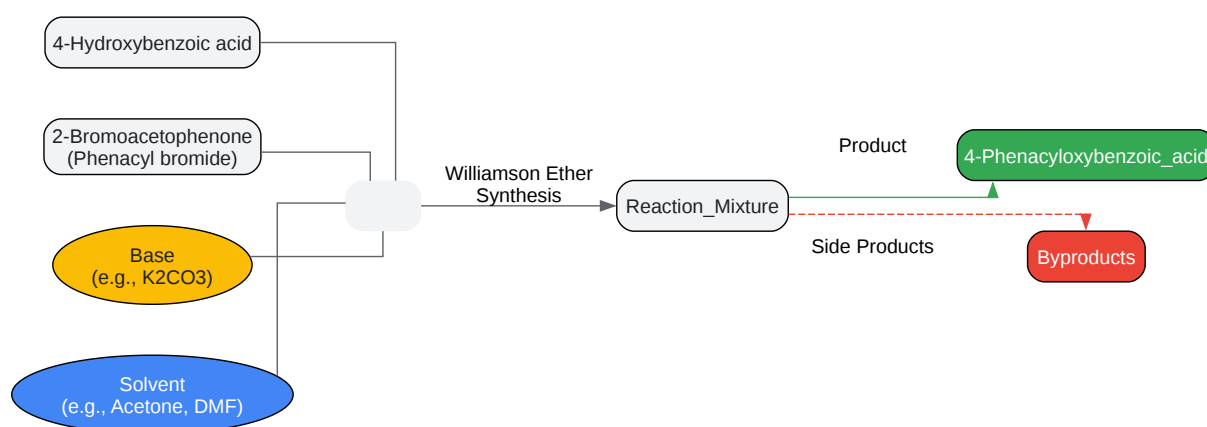 4-Hydroxybenzoic acid
2-Bromoacetophenone
(Phenacyl bromide)
Base
(e.g., K2CO3)
Solvent
(e.g., Acetone, DMF)
Williamson Ether
Synthesis
Reaction_Mixture
Product
Side Products
4-Phenacyloxybenzoic_acid
Byproducts